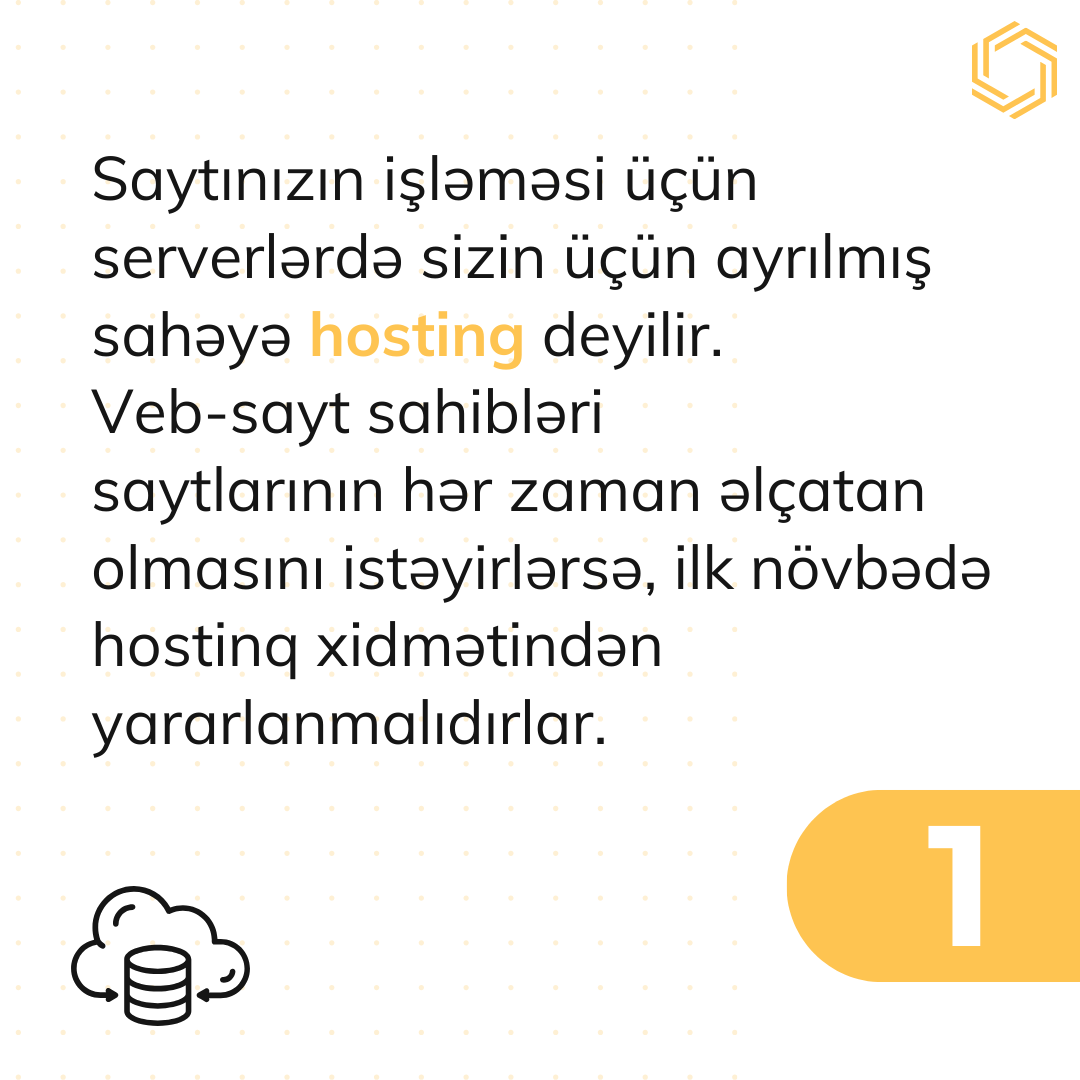 Saytınızın işləməsi üçün
serverlərdə sizin üçün ayrılmış
sahəyə hosting deyilir.
Veb-sayt sahibləri
saytlarının hər zaman əlçatan
olmasını istəyirlərsə, ilk növbədə
hostinq xidmətindən
yararlanmalıdırlar.
1